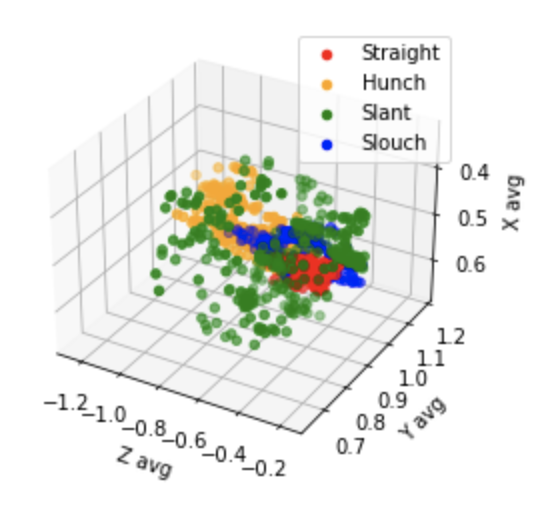 Straight
Hunch
Slant
Slouch
0.4
0.5
0.6
X avg
1.2
1.1
1.0
0.9
0.8
0.7
Y avg
−1.2
−1.0
−0.8
−0.6
−0.4
−0.2
Z avg